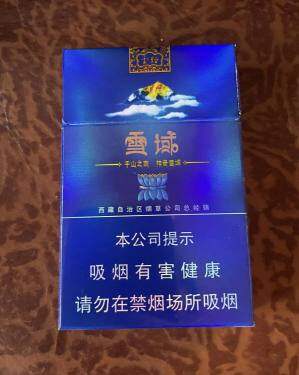 雪域
千山之宗 神奇雪域
西藏自治区烟草公司总经销
本公司提示
吸烟有害健康
请勿在禁烟场所吸烟